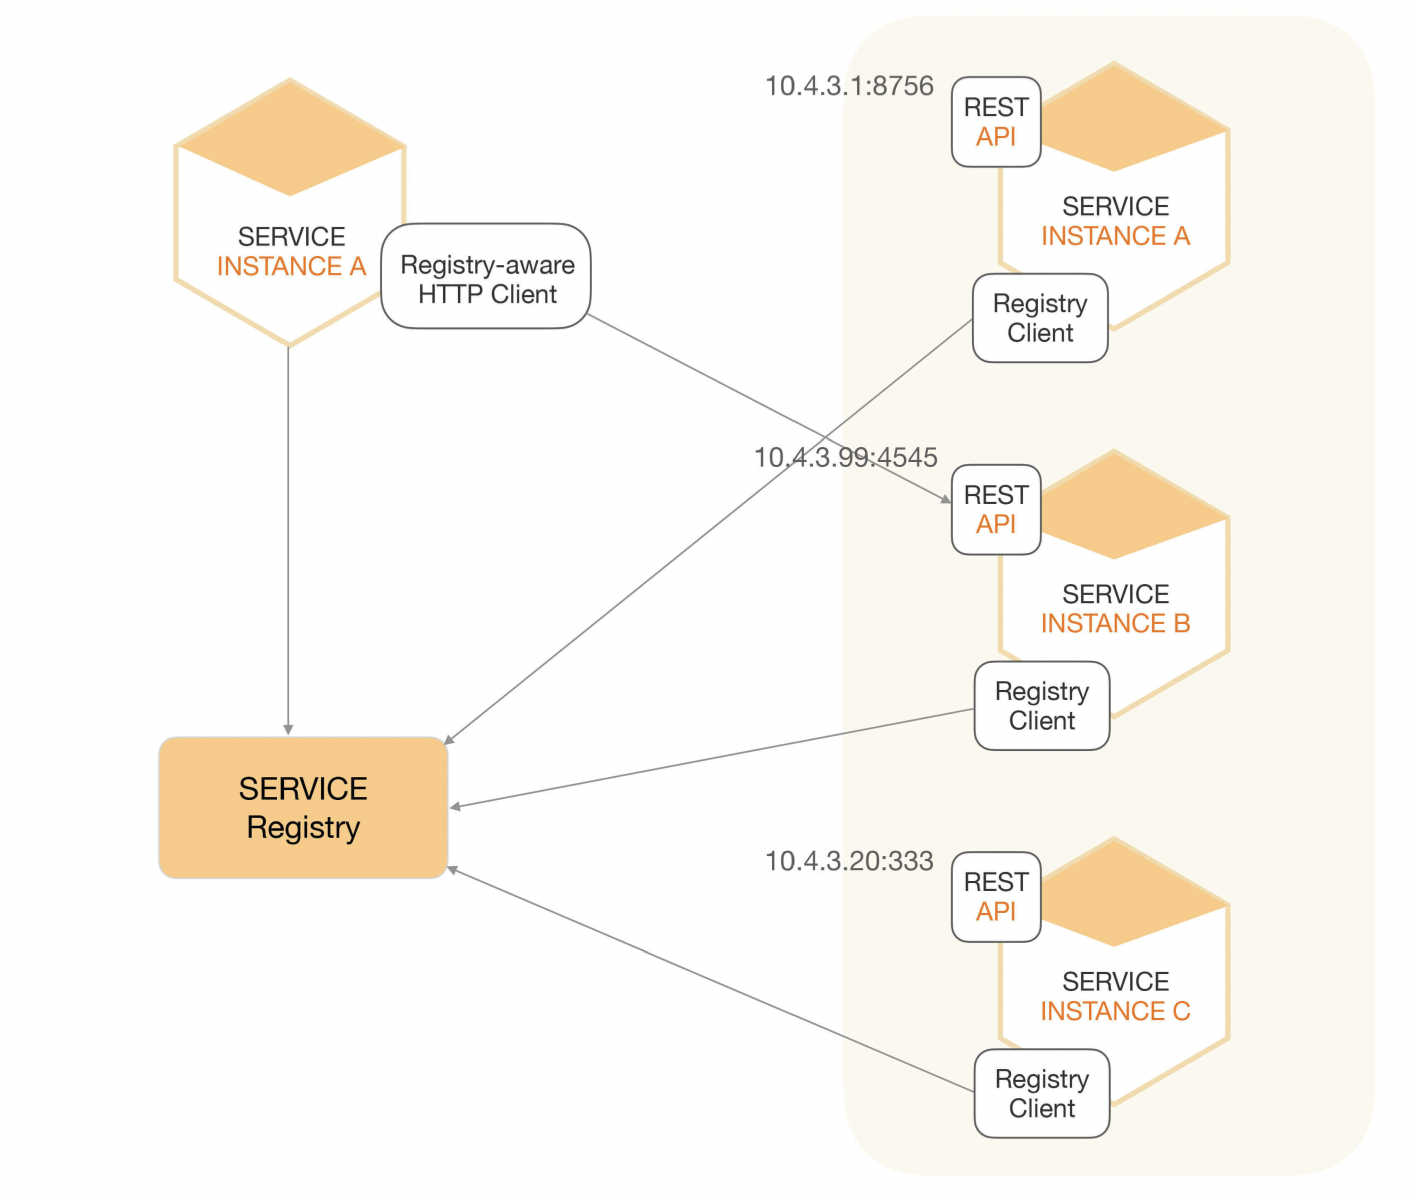 SERVICE
INSTANCE A
Registry-aware
HTTP Client
SERVICE
Registry
10.4.3.1:8756
REST
API
SERVICE
INSTANCE A
Registry
Client
10.4.3.99:4545
REST
API
SERVICE
INSTANCE B
Registry
Client
10.4.3.20:333
REST
API
SERVICE
INSTANCE C
Registry
Client